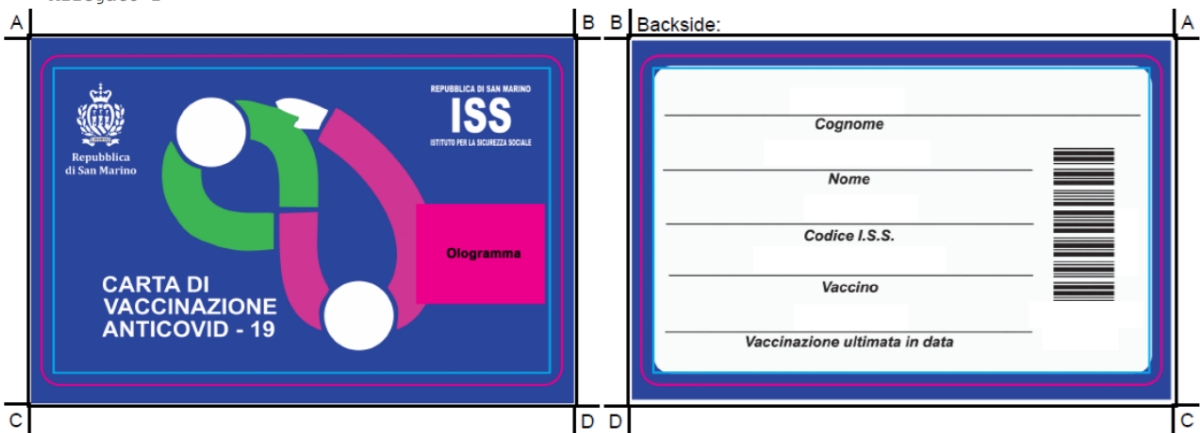 A
B
B
Backside:
A
REPUBBLICA DI SAN MARINO
ISS
ISTITUTO PER LA SICUREZZA SOCIALE
Repubblica
di San Marino
Ologramma
CARTA DI
VACCINAZIONE
ANTICOVID - 19
Cognome
Nome
Codice I.S.S.
Vaccino
Vaccinazione ultimata in data
C
D
D
C